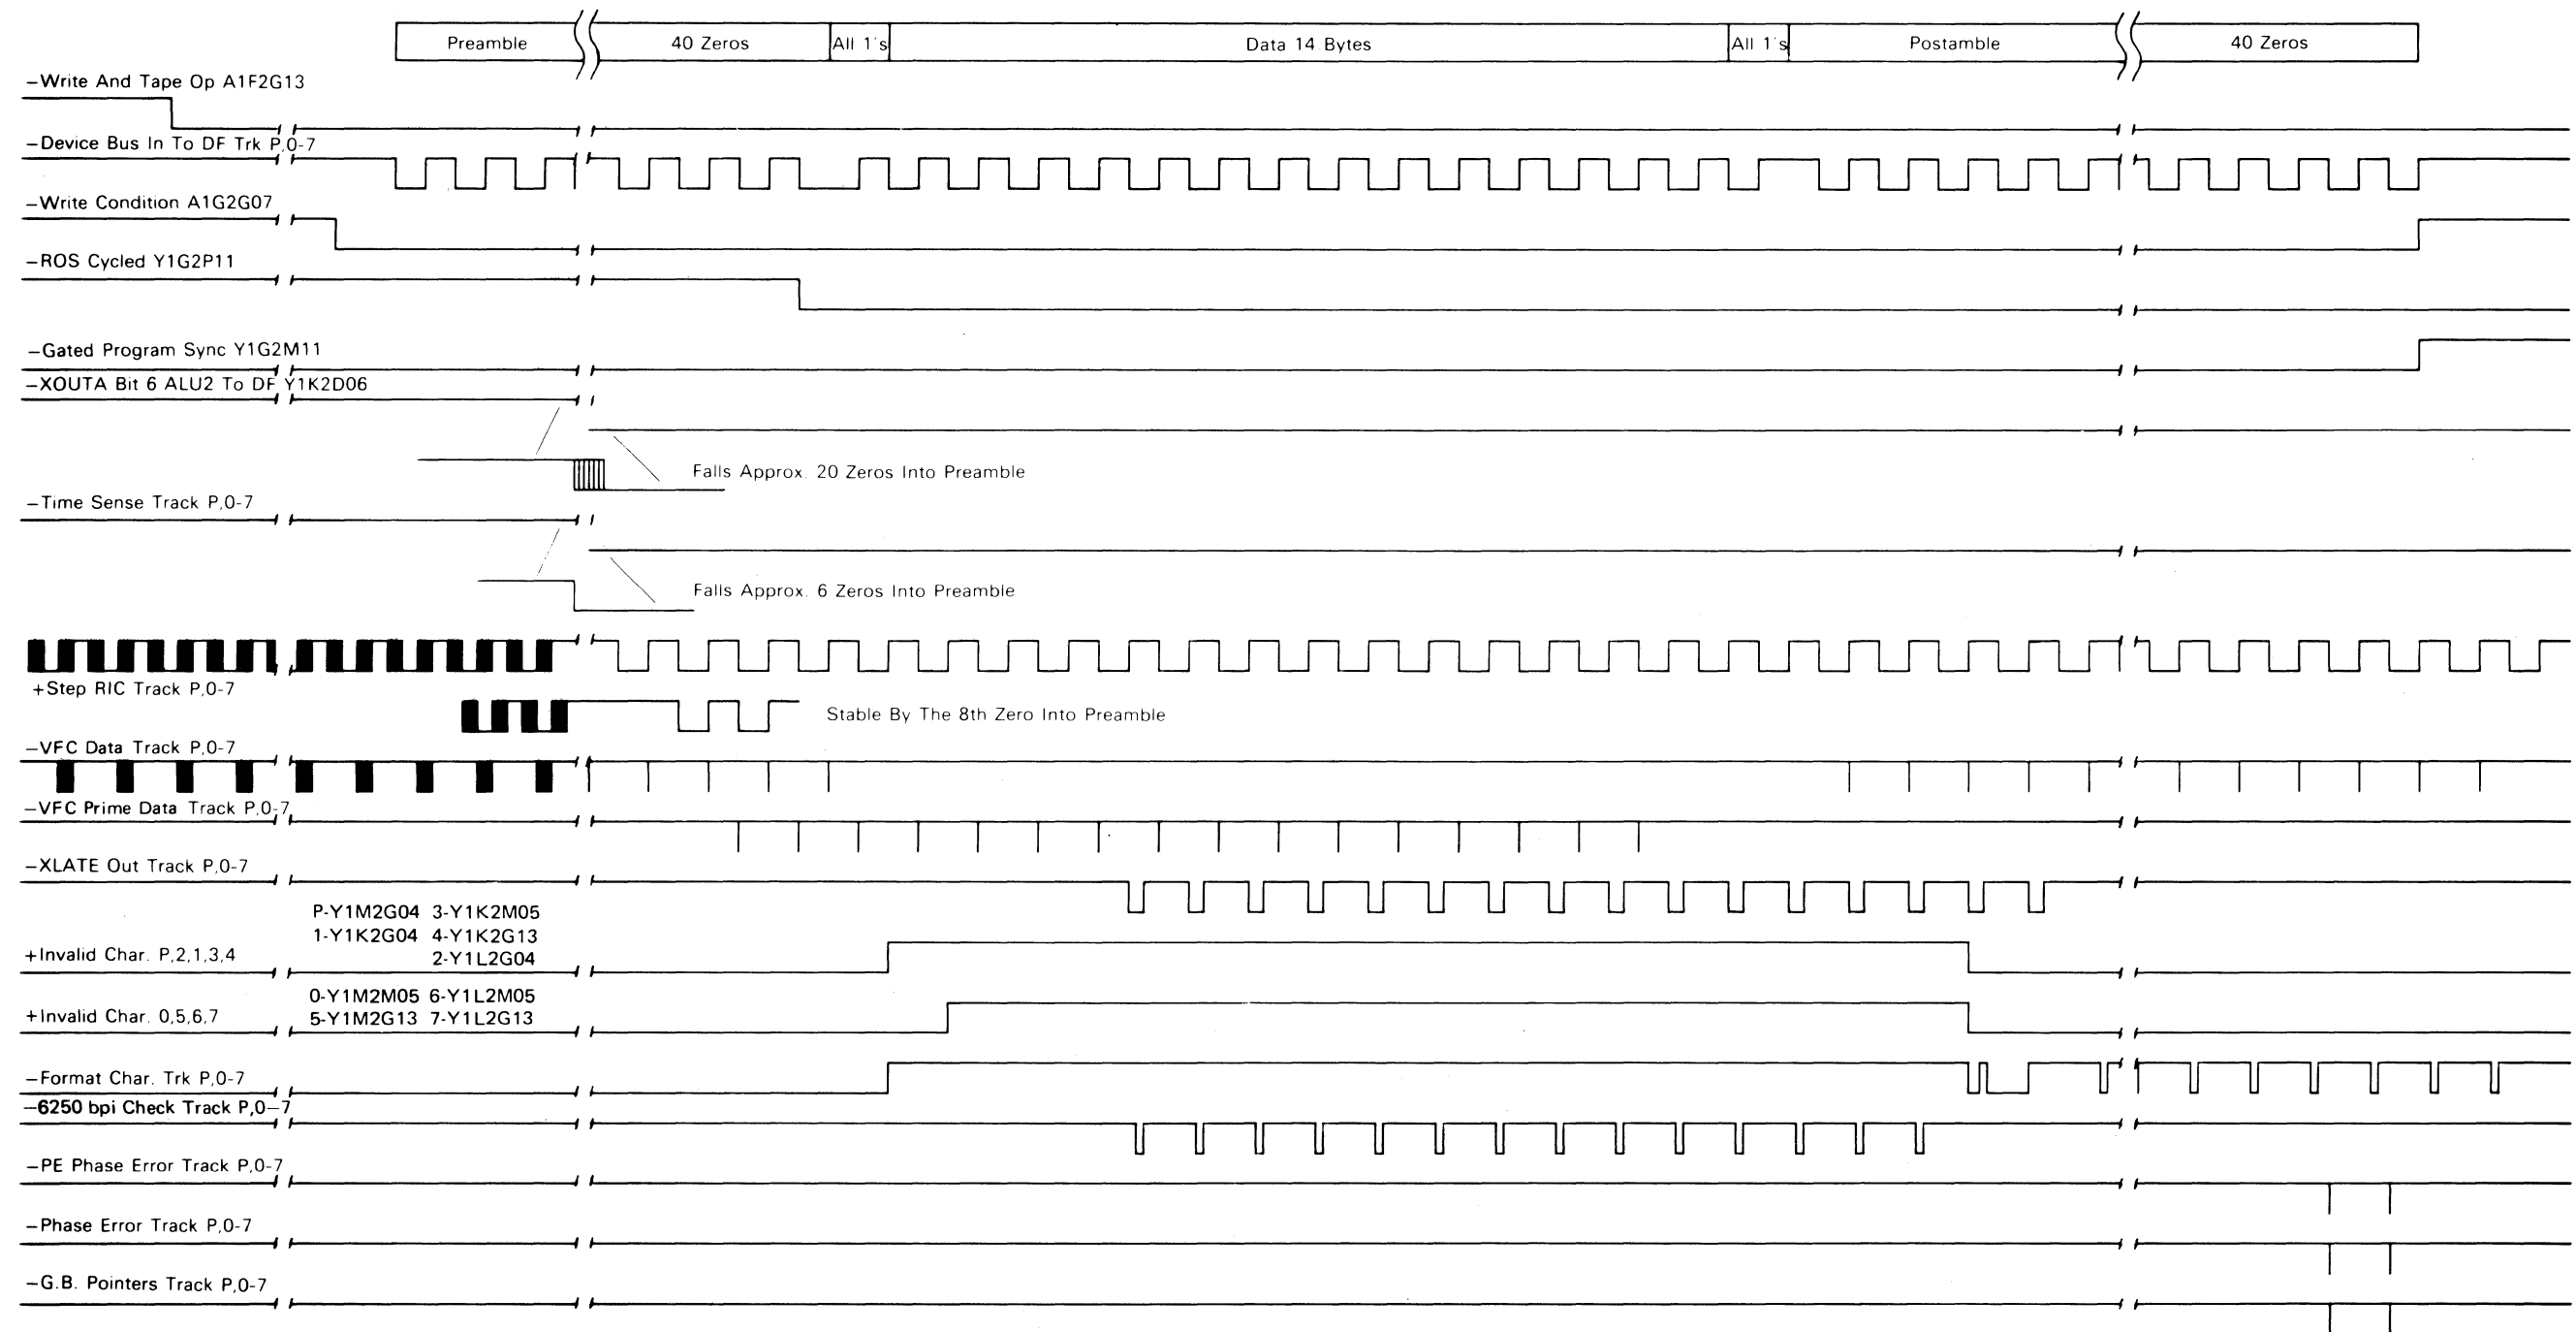 Preamble 40 Zeros All 1's Data 14 Bytes All 1's Postamble 40 Zeros
−Write And Tape Op A1F2G13
−Device Bus In To DF Trk P,0-7
−Write Condition A1G2G07
−ROS Cycled Y1G2P11
−Gated Program Sync Y1G2M11
−XOUTA Bit 6 ALU2 To DF Y1K2D06
Falls Approx. 20 Zeros Into Preamble
−Time Sense Track P,0-7
Falls Approx. 6 Zeros Into Preamble
+Step RIC Track P,0-7
Stable By The 8th Zero Into Preamble
−VFC Data Track P,0-7
−VFC Prime Data Track P,0-7
−XLATE Out Track P,0-7
P-Y1M2G04 3-Y1K2M05
1-Y1K2G04 4-Y1K2G13
+Invalid Char. P,2,1,3,4 2-Y1L2G04
0-Y1M2M05 6-Y1L2M05
+Invalid Char. 0,5,6,7 5-Y1M2G13 7-Y1L2G13
−Format Char. Trk P,0-7
−6250 bpi Check Track P,0−7
−PE Phase Error Track P,0-7
−Phase Error Track P,0-7
−G.B. Pointers Track P,0-7